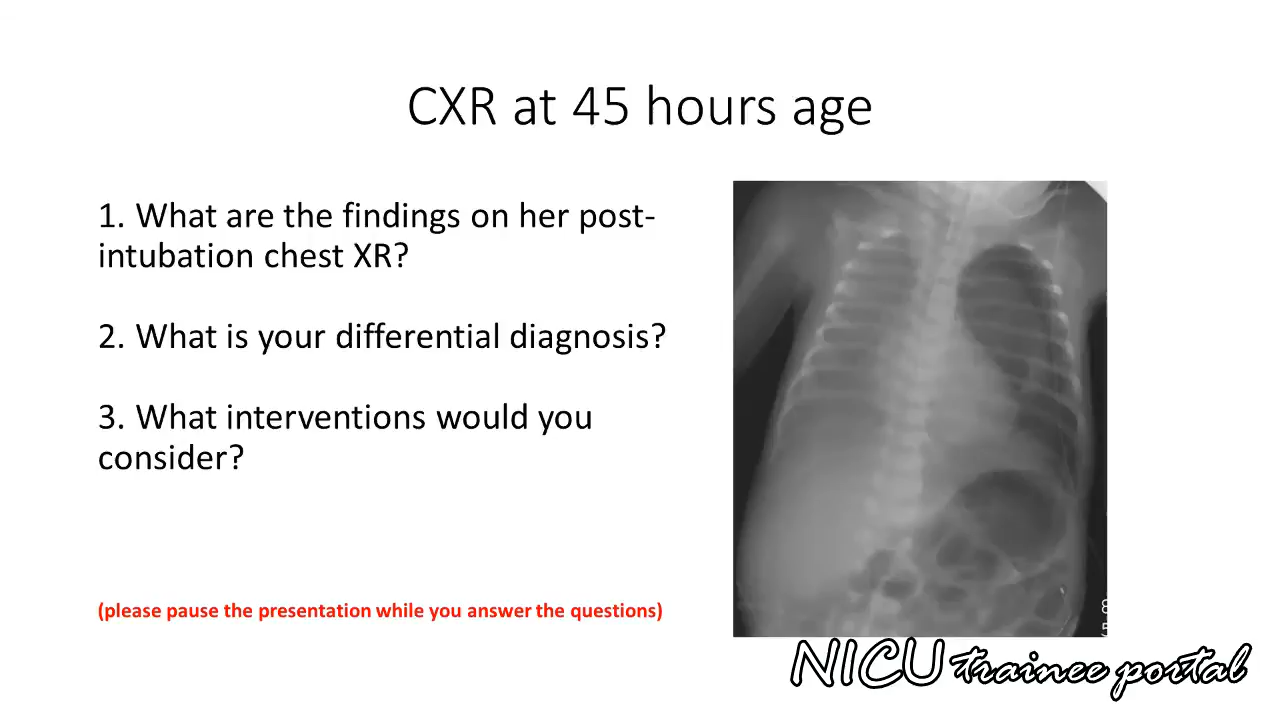 CXR at 45 hours age
1. What are the findings on her post-
intubation chest XR?
2. What is your differential diagnosis?
3. What interventions would you
consider?
(please pause the presentation while you answer the questions)
NICU trainee portal